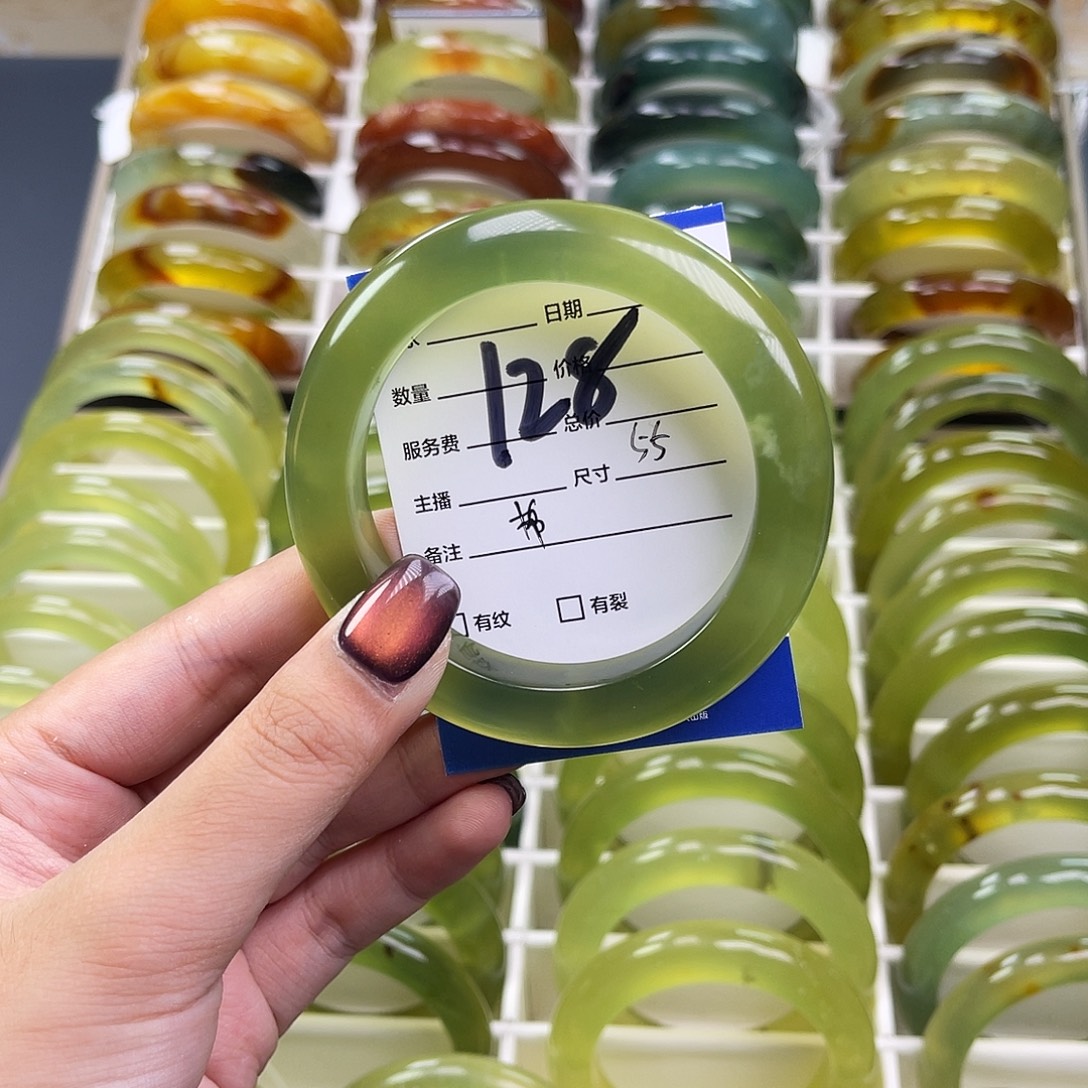 日期
数量 128 价格
服务费 总价
主播 尺寸 55
备注
有纹 有裂